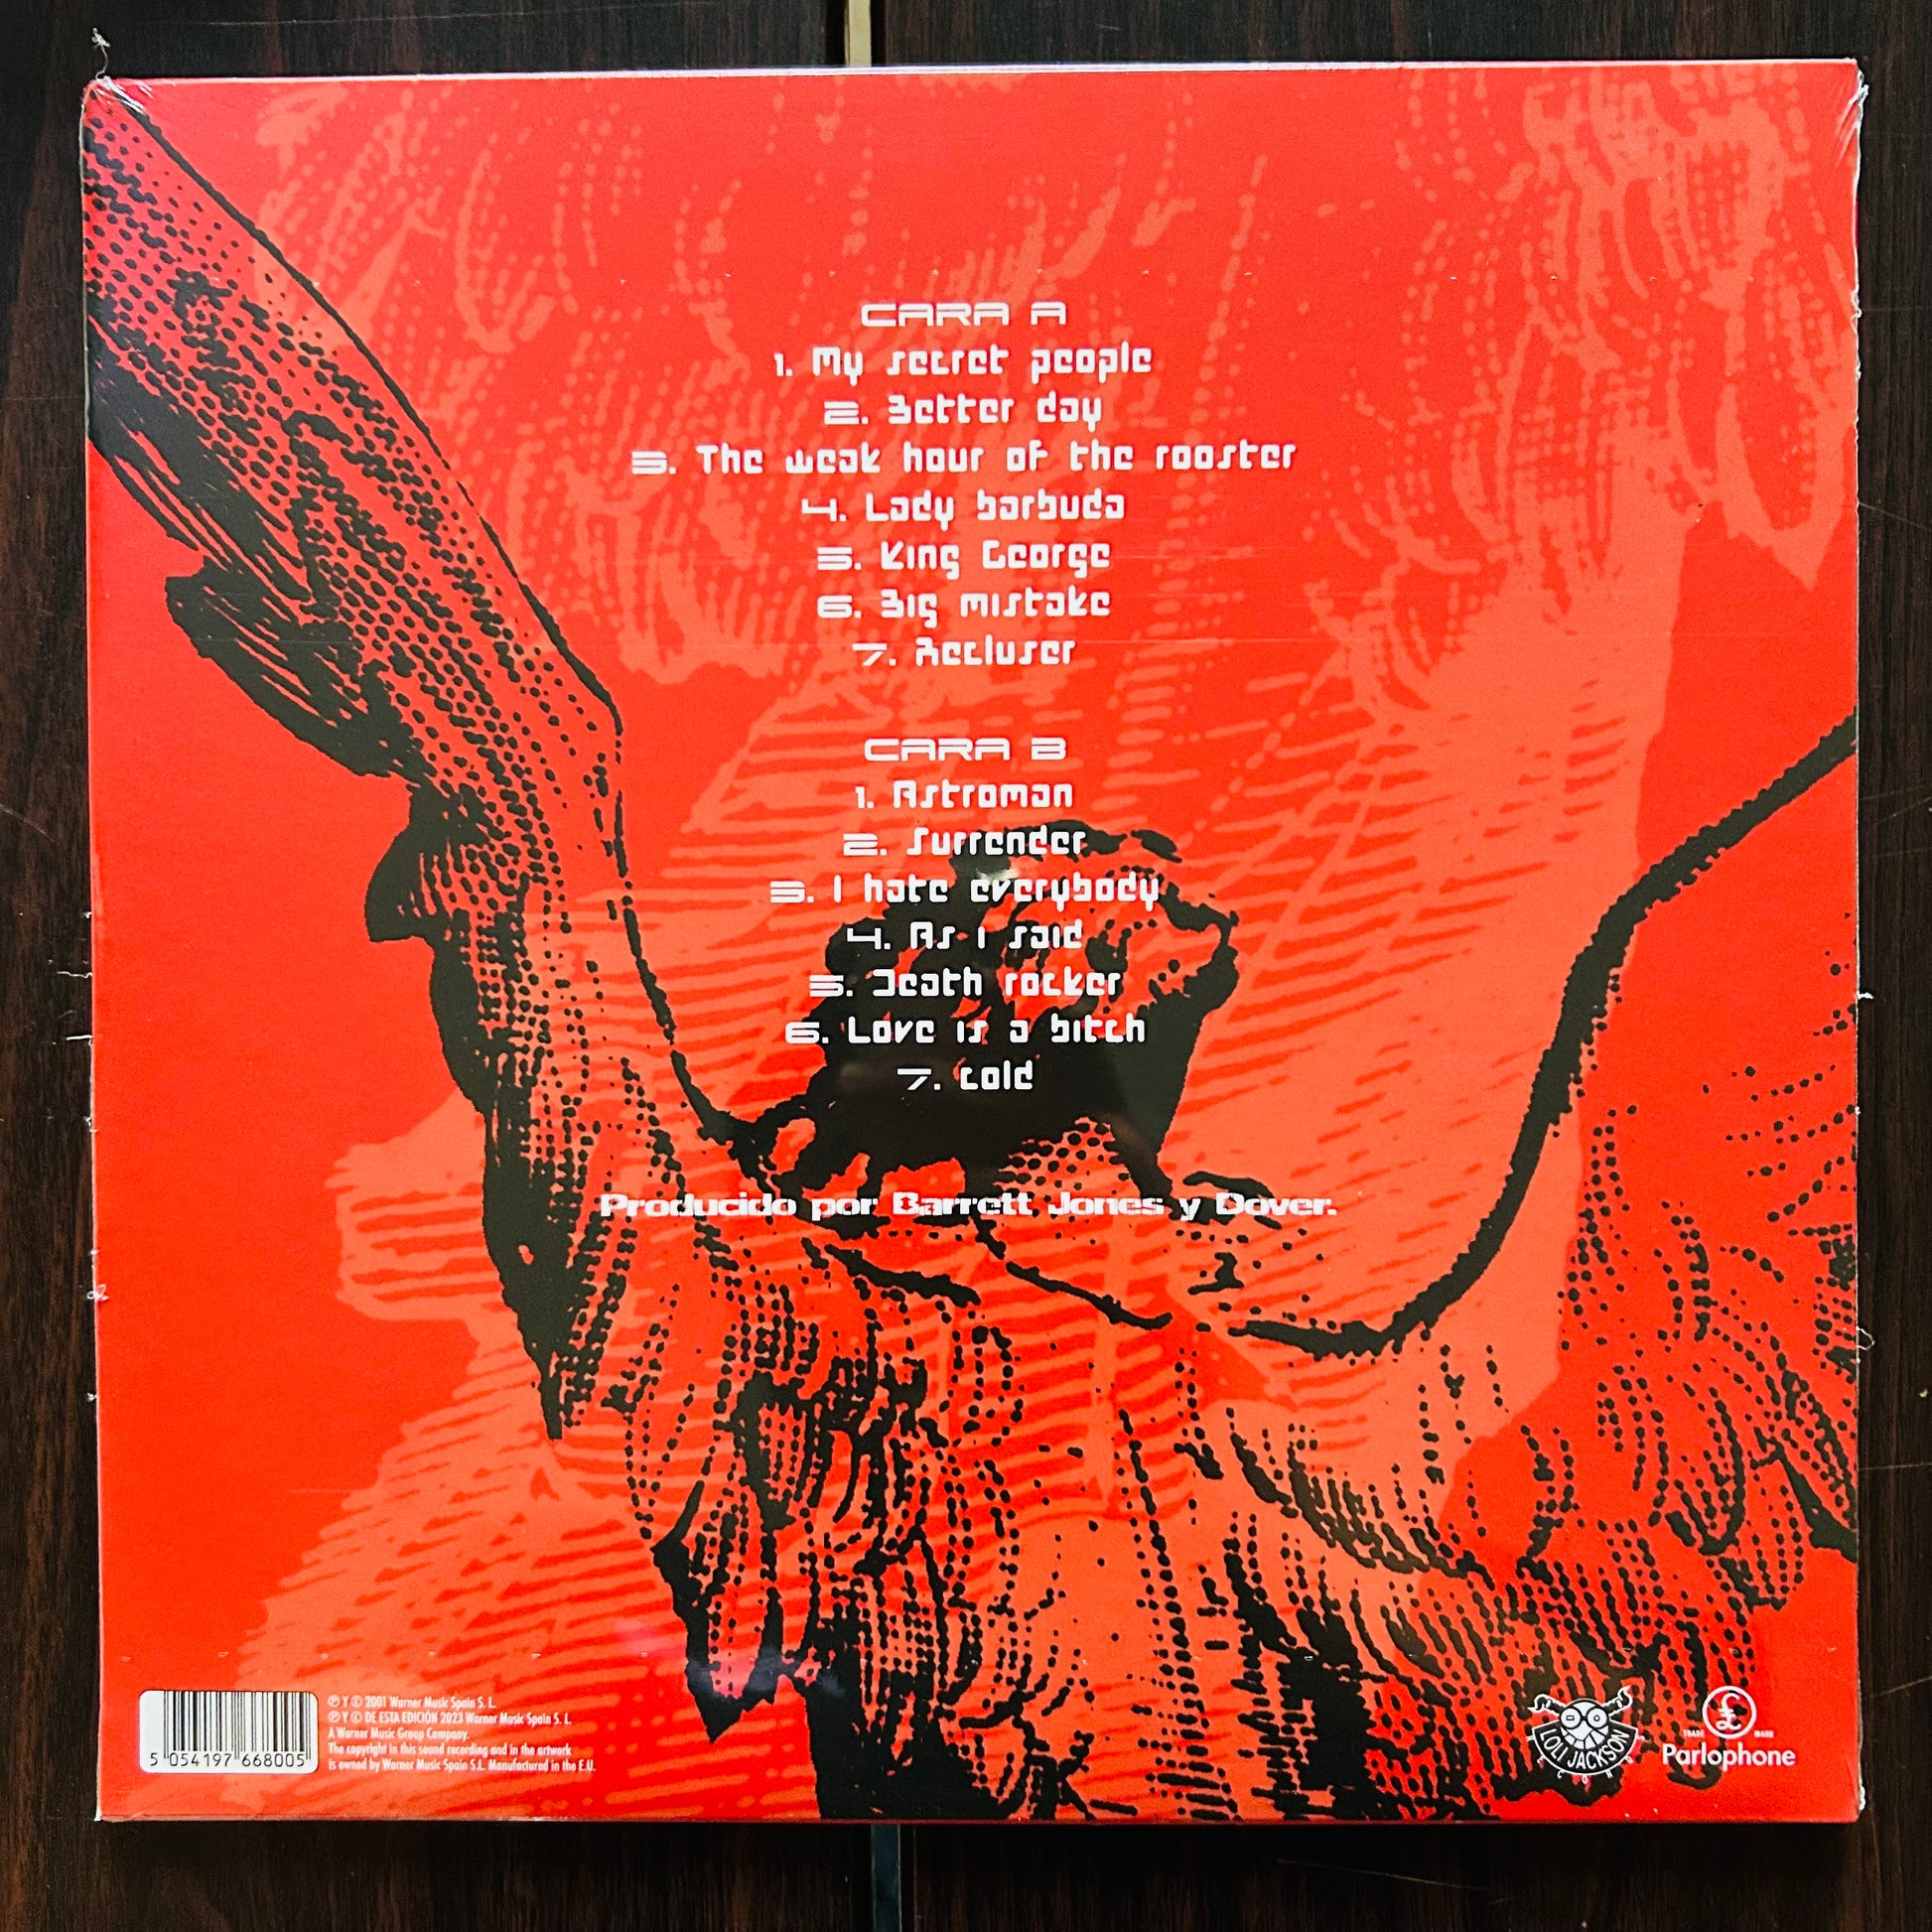 CARA A
1. My secret people
2. Better day
3. The weak hour of the rooster
4. Lady barbuda
5. King George
6. Big mistake
7. Recluser
CARA B
1. Astroman
2. Surrender
3. I hate everybody
4. As I said
5. Death rocker
6. Love is a bitch
7. Cold
Producido por Barrett Jones y Dover.
℗ Y © 2001 Warner Music Spain S. L.
℗ Y © DE ESTA EDICIÓN 2023 Warner Music Spain S. L.
A Warner Music Group Company.
The copyright in this sound recording and in the artwork
is owned by Warner Music Spain S.L. Manufactured in the E.U.
5 054197 668005
LOLI JACKSON
TRADE MARK
Parlophone